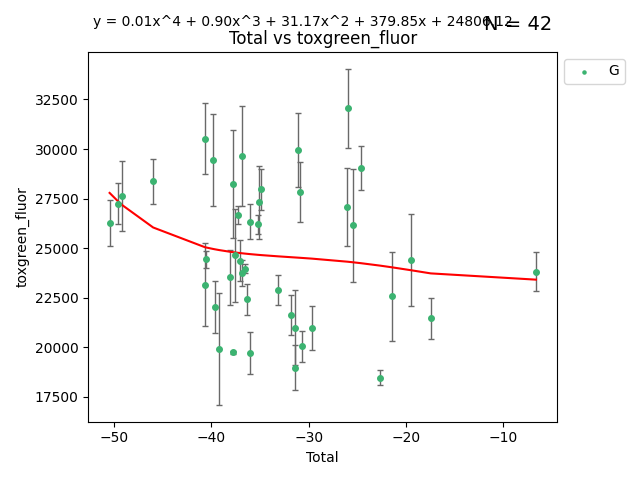 y = 0.01x^4 + 0.90x^3 + 31.17x^2 + 379.85x + 24806.12
N = 42
Total vs toxgreen_fluor
G
32500
30000
27500
25000
22500
20000
17500
toxgreen_fluor
−50 −40 −30 −20 −10
Total